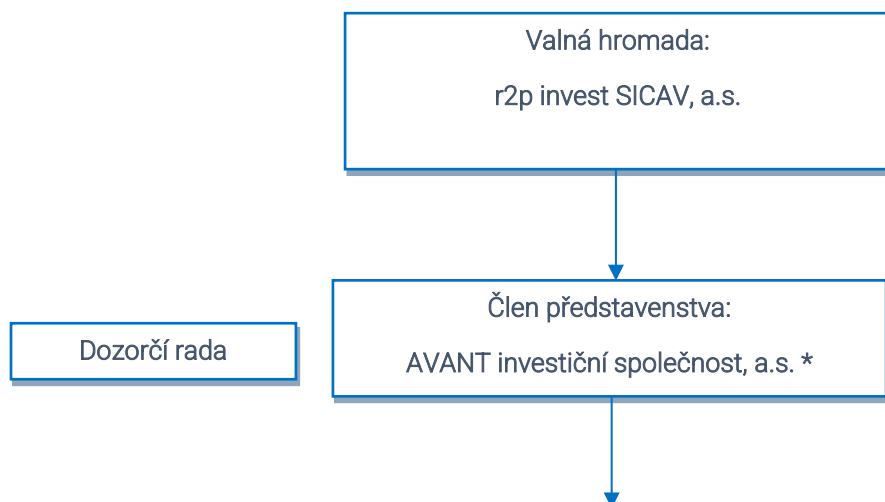 Valná hromada:
r2p invest SICAV, a.s.
Člen představenstva:
AVANT investiční společnost, a.s. *
Dozorčí rada